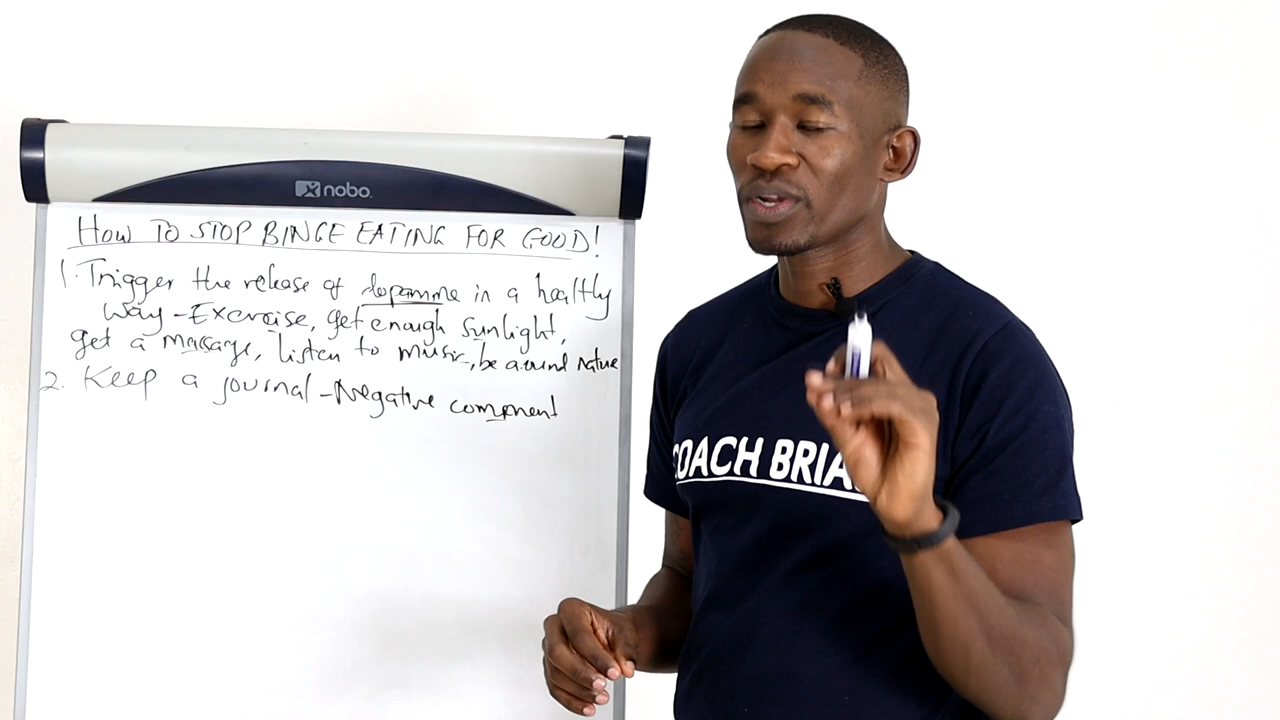 nobo
HOW TO STOP BINGE EATING FOR GOOD!
1. Trigger the release of dopamine in a healthy
way - Exercise, get enough sunlight,
get a massage, listen to music, be around nature
2. Keep a journal - Negative component
COACH BRIA